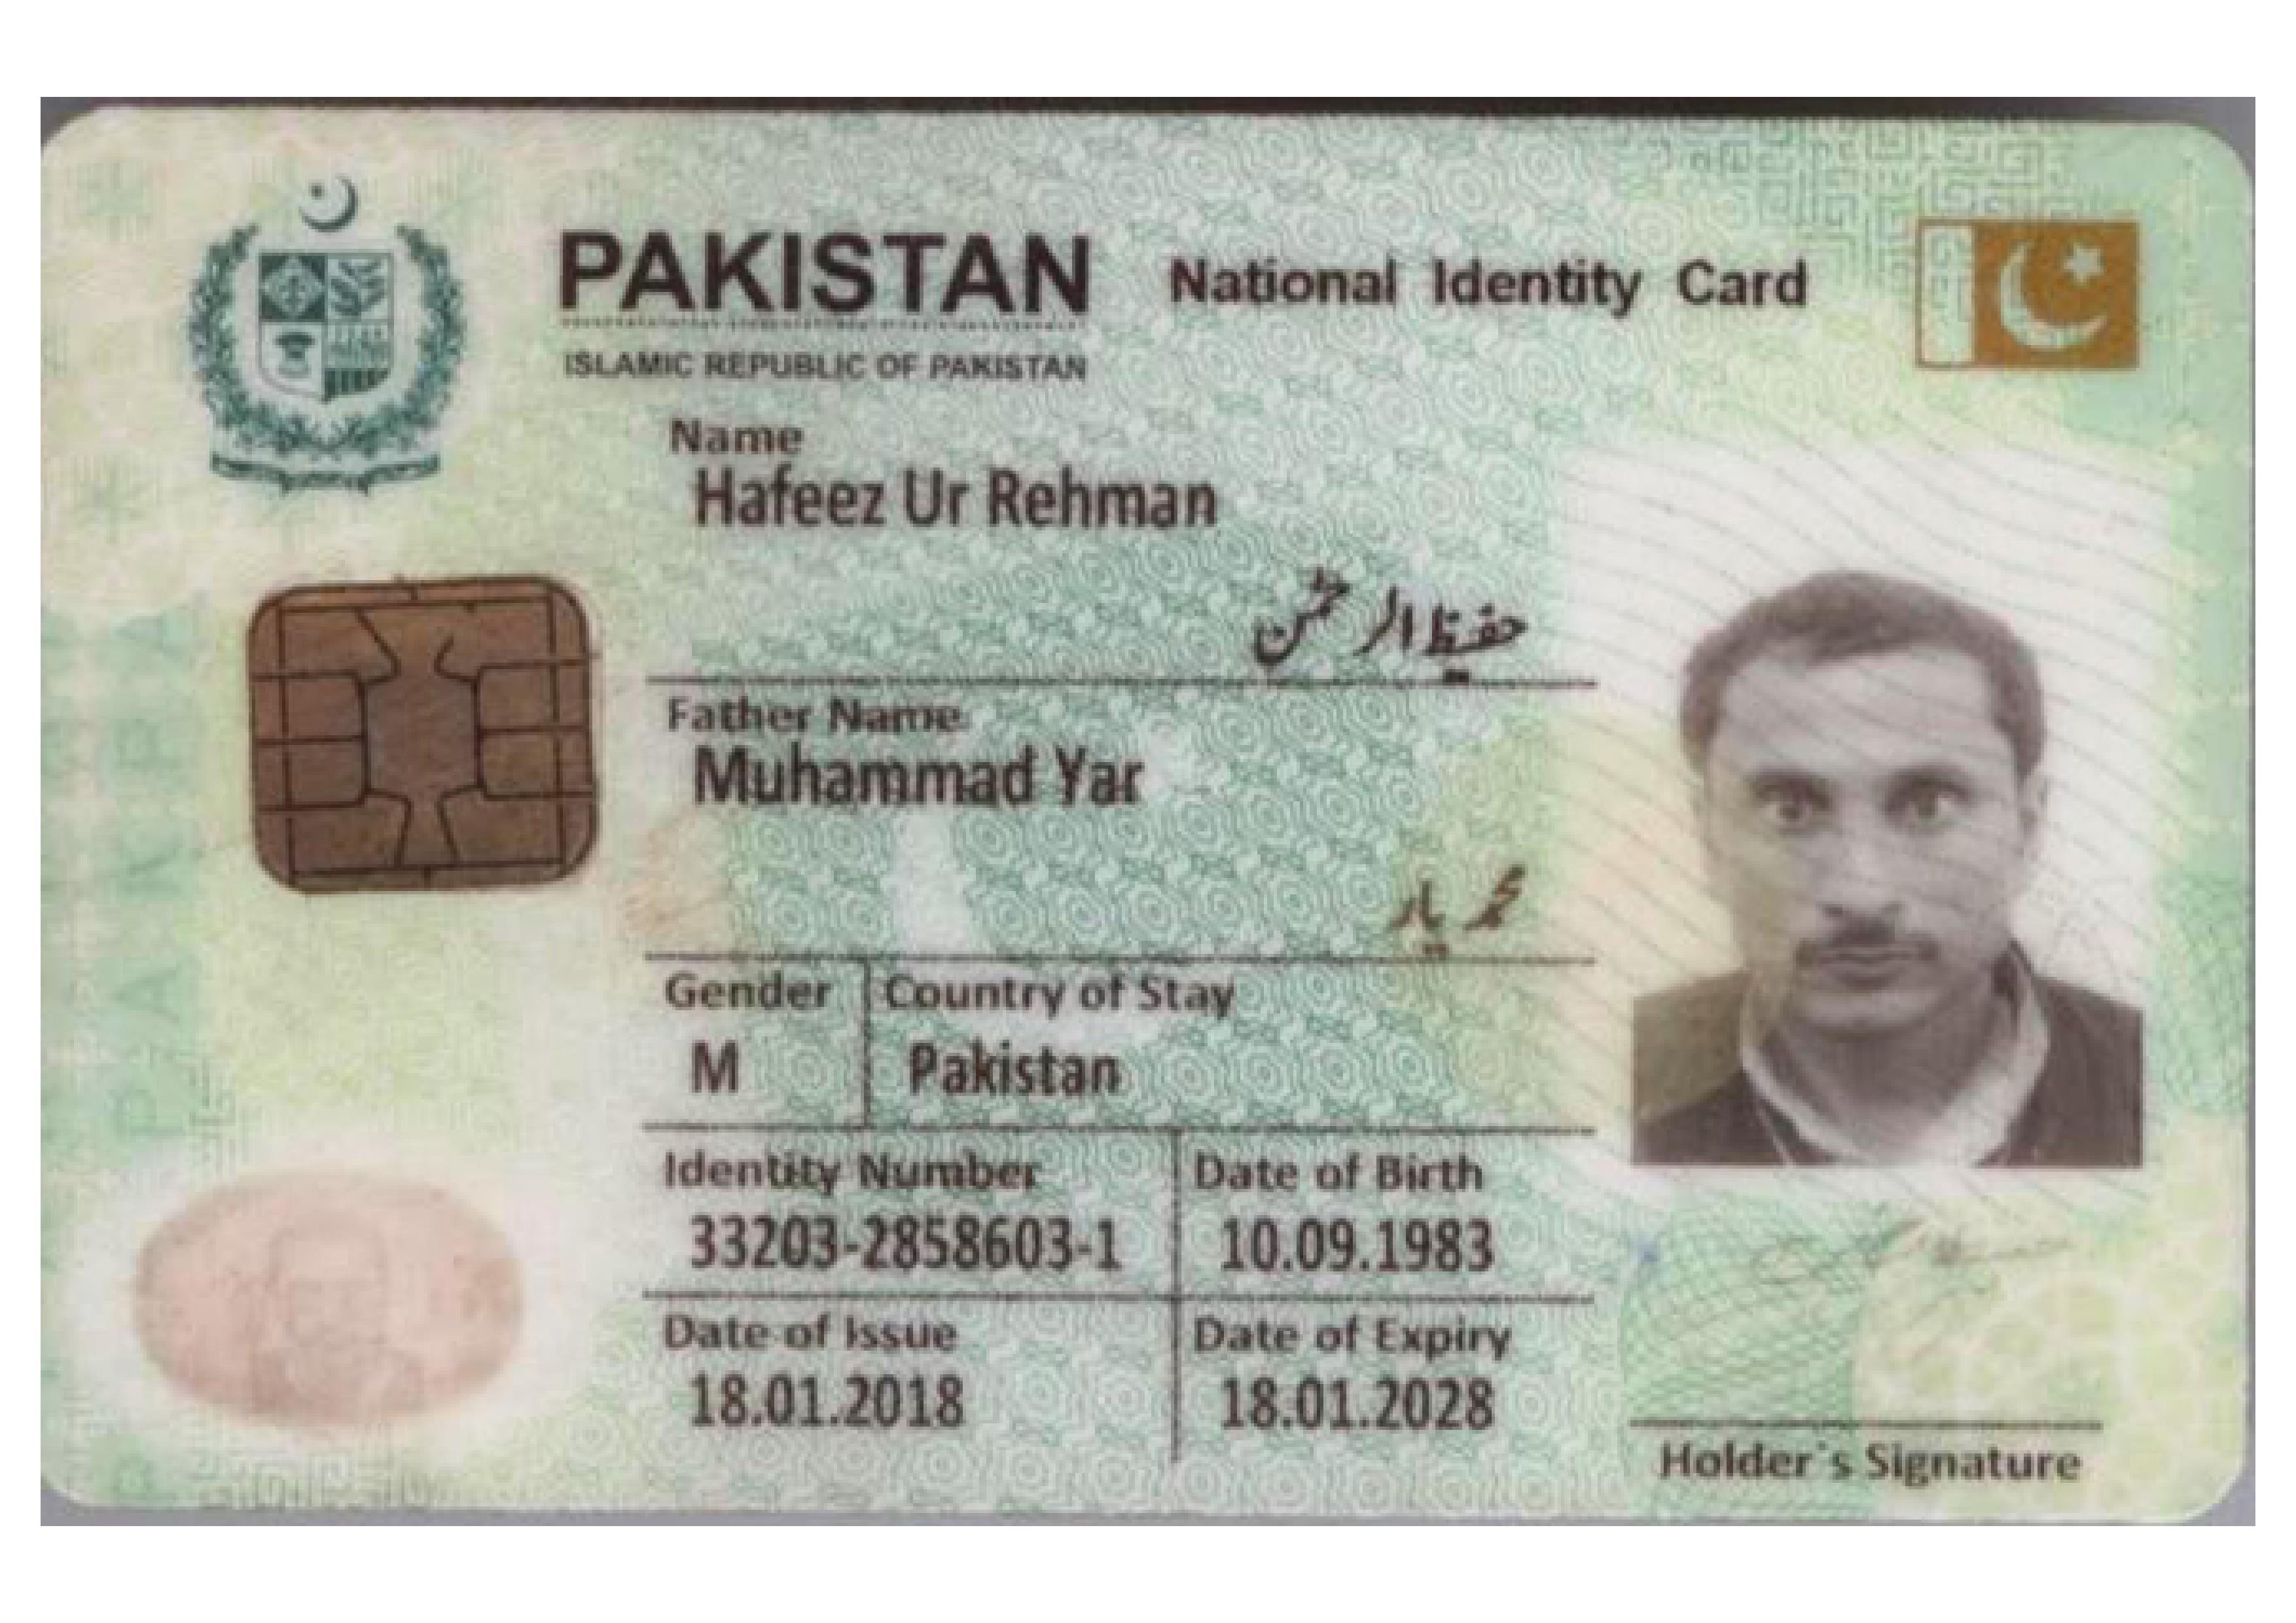 PAKISTAN National Identity Card
ISLAMIC REPUBLIC OF PAKISTAN
Name
Hafeez Ur Rehman
حفیظ الرحمٰن
Father Name
Muhammad Yar
محمد یار
Gender Country of Stay
M Pakistan
Identity Number Date of Birth
33203-2858603-1 10.09.1983
Date of Issue Date of Expiry
18.01.2018 18.01.2028
Holder`s Signature